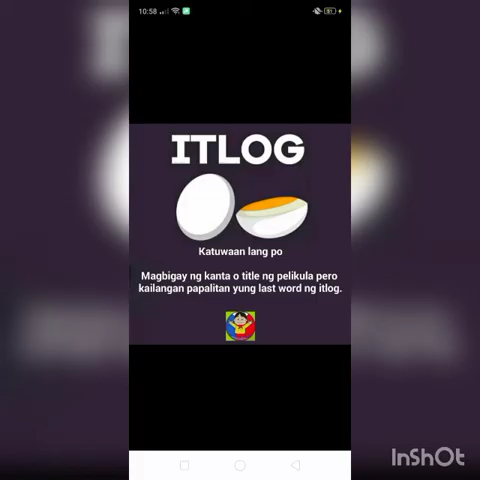 10:58
91
ITLOG
Katuwaan lang po
Magbigay ng kanta o title ng pelikula pero
kailangan papalitan yung last word ng itlog.
InShOt